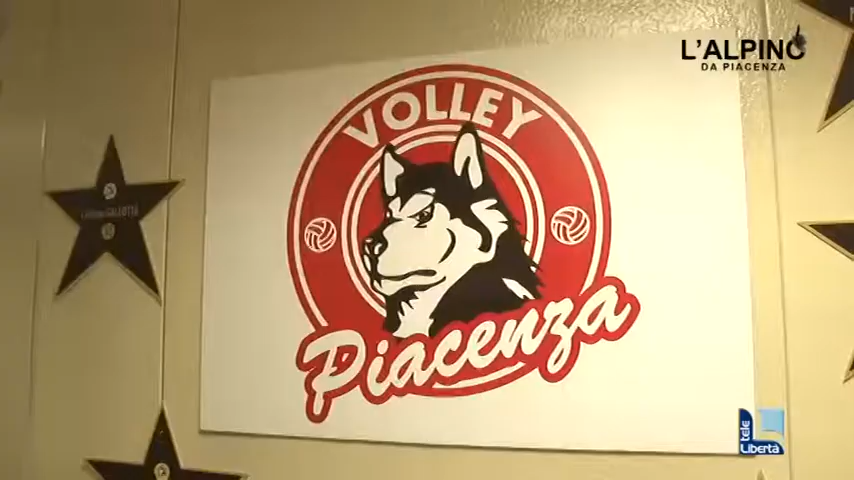 L'ALPINO
DA PIACENZA
VOLLEY
Piacenza
tele
Libertà